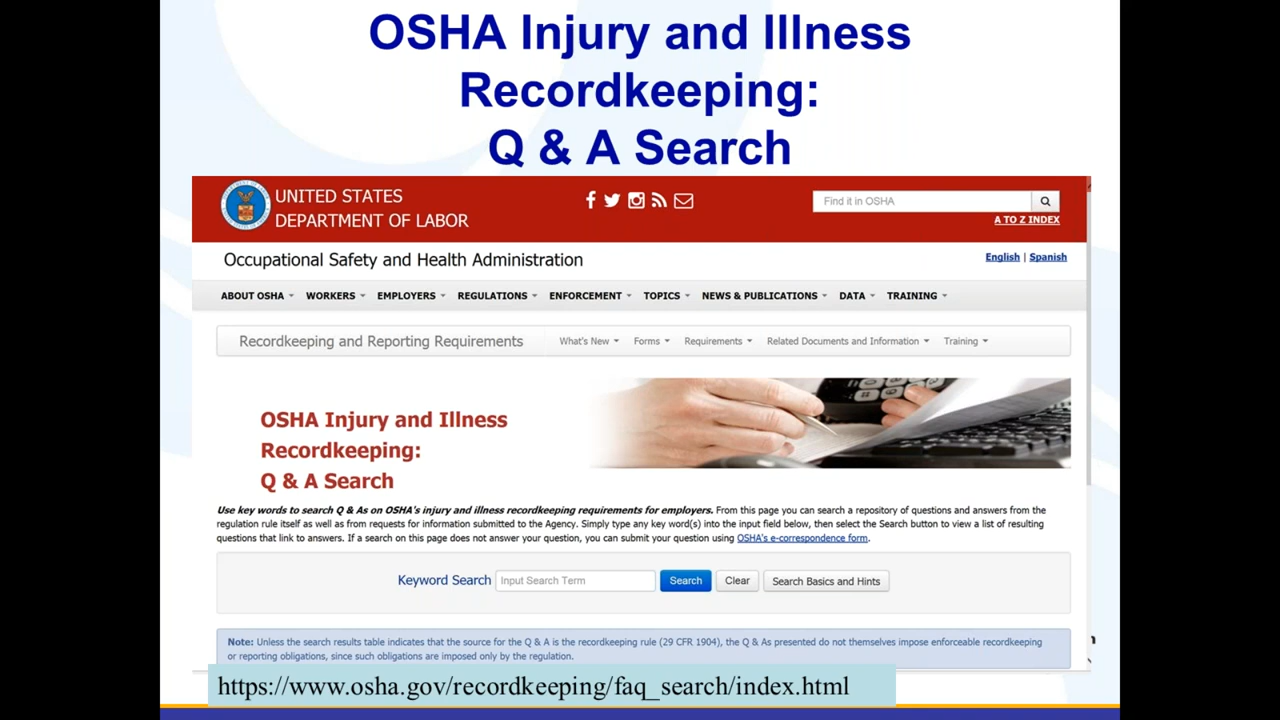 OSHA Injury and Illness
Recordkeeping:
Q & A Search
UNITED STATES
DEPARTMENT OF LABOR
Find it in OSHA
A TO Z INDEX
Occupational Safety and Health Administration
English | Spanish
ABOUT OSHA WORKERS EMPLOYERS REGULATIONS ENFORCEMENT TOPICS NEWS & PUBLICATIONS DATA TRAINING
Recordkeeping and Reporting Requirements What's New Forms Requirements Related Documents and Information Training
OSHA Injury and Illness
Recordkeeping:
Q & A Search
Use key words to search Q & As on OSHA's injury and illness recordkeeping requirements for employers. From this page you can search a repository of questions and answers from the
regulation rule itself as well as from requests for information submitted to the Agency. Simply type any key word(s) into the input field below, then select the Search button to view a list of resulting
questions that link to answers. If a search on this page does not answer your question, you can submit your question using OSHA's e-correspondence form.
Keyword Search Input Search Term Search Clear Search Basics and Hints
Note: Unless the search results table indicates that the source for the Q & A is the recordkeeping rule (29 CFR 1904), the Q & As presented do not themselves impose enforceable recordkeeping
or reporting obligations, since such obligations are imposed only by the regulation.
https://www.osha.gov/recordkeeping/faq_search/index.html